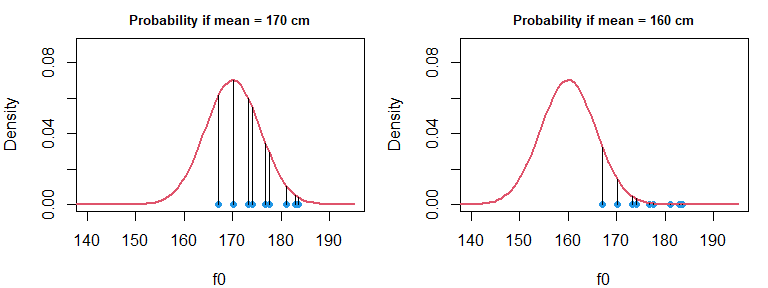 Probability if mean = 170 cm
Density
0.00 0.04 0.08
140 150 160 170 180 190
f0
Probability if mean = 160 cm
Density
0.00 0.04 0.08
140 150 160 170 180 190
f0